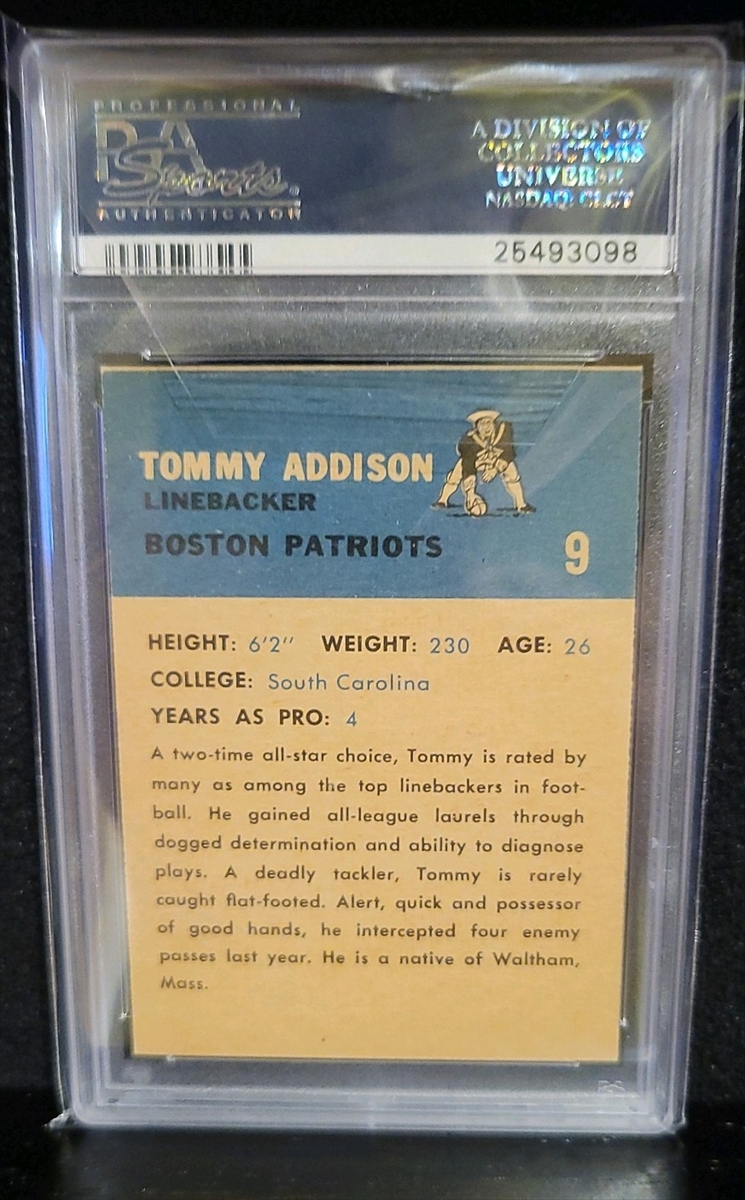 PROFESSIONAL
PSA
Sports®
AUTHENTICATOR
A DIVISION OF
COLLECTORS
UNIVERSE
NASDAQ: CLCT
25493098
TOMMY ADDISON
LINEBACKER
BOSTON PATRIOTS
9
HEIGHT: 6'2" WEIGHT: 230 AGE: 26
COLLEGE: South Carolina
YEARS AS PRO: 4
A two-time all-star choice, Tommy is rated by
many as among the top linebackers in foot-
ball. He gained all-league laurels through
dogged determination and ability to diagnose
plays. A deadly tackler, Tommy is rarely
caught flat-footed. Alert, quick and possessor
of good hands, he intercepted four enemy
passes last year. He is a native of Waltham,
Mass.